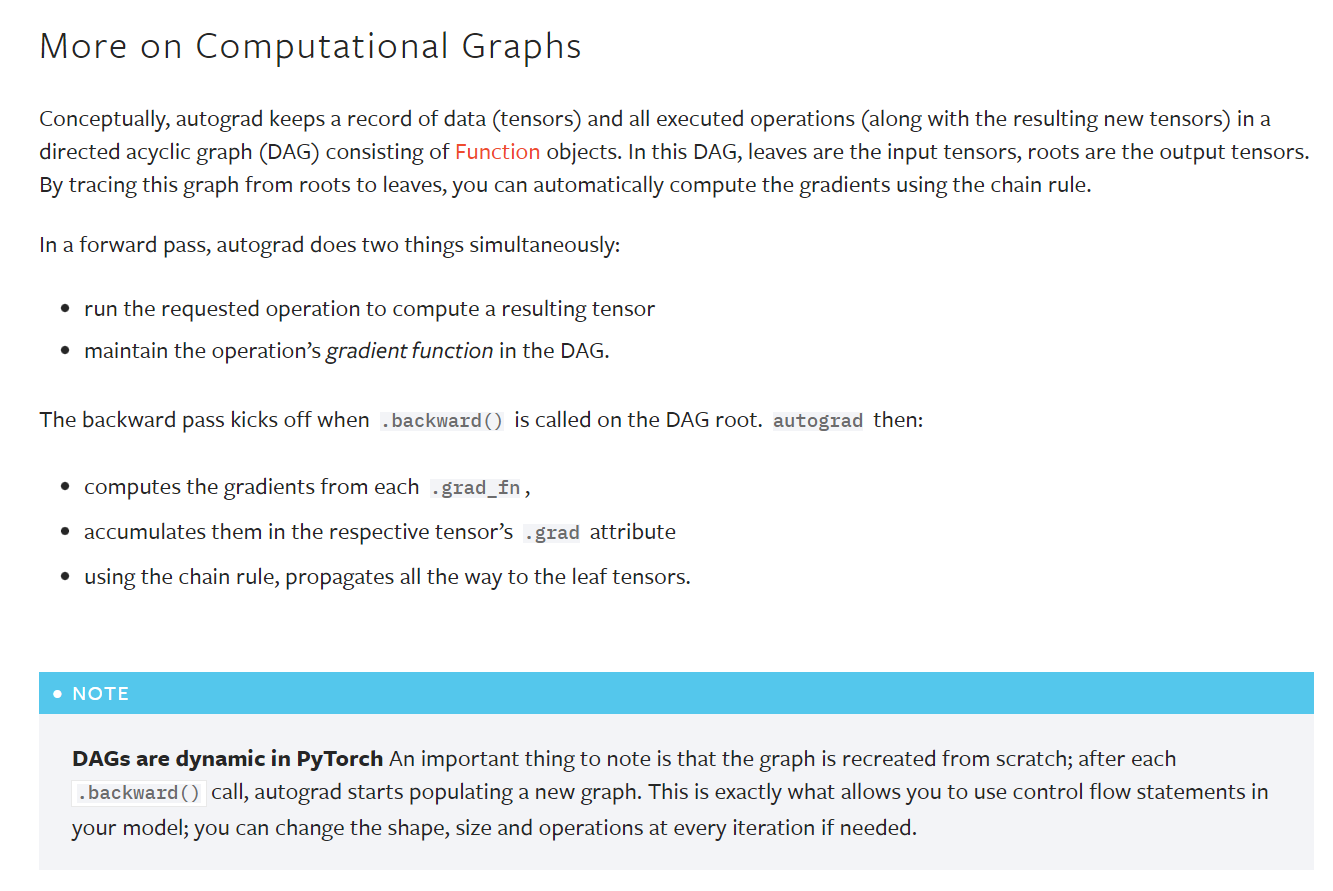 More on Computational Graphs
Conceptually, autograd keeps a record of data (tensors) and all executed operations (along with the resulting new tensors) in a
directed acyclic graph (DAG) consisting of Function objects. In this DAG, leaves are the input tensors, roots are the output tensors.
By tracing this graph from roots to leaves, you can automatically compute the gradients using the chain rule.
In a forward pass, autograd does two things simultaneously:
• run the requested operation to compute a resulting tensor
• maintain the operation’s gradient function in the DAG.
The backward pass kicks off when .backward() is called on the DAG root. autograd then:
• computes the gradients from each .grad_fn,
• accumulates them in the respective tensor’s .grad attribute
• using the chain rule, propagates all the way to the leaf tensors.
• NOTE
DAGs are dynamic in PyTorch An important thing to note is that the graph is recreated from scratch; after each
.backward() call, autograd starts populating a new graph. This is exactly what allows you to use control flow statements in
your model; you can change the shape, size and operations at every iteration if needed.